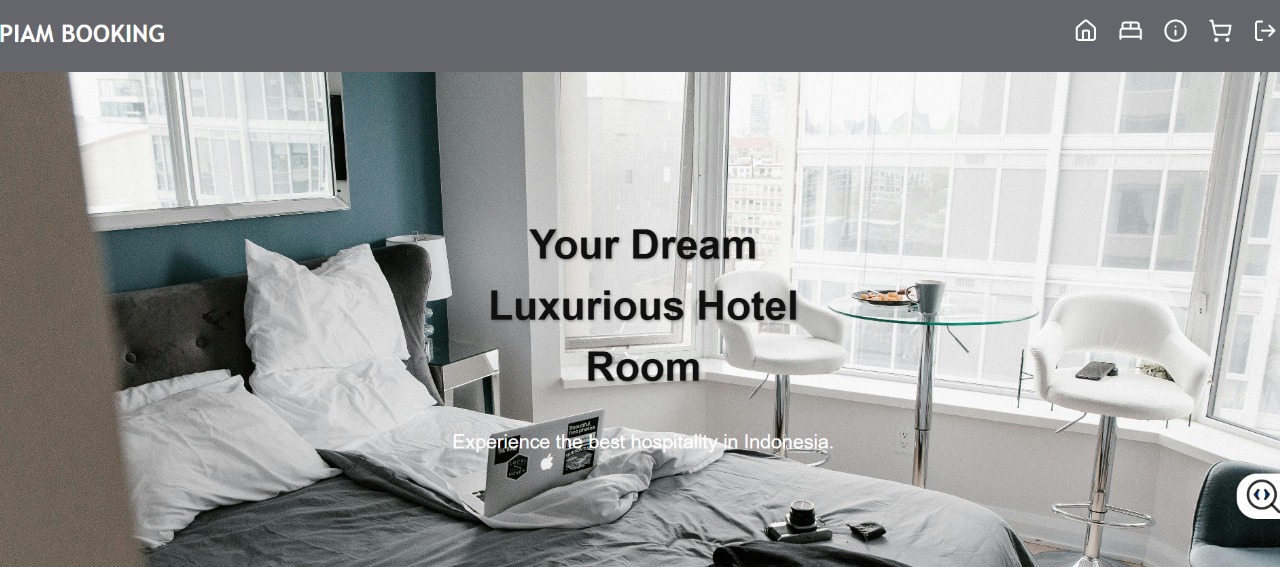 PIAM BOOKING
Your Dream
Luxurious Hotel
Room
Experience the best hospitality in Indonesia.